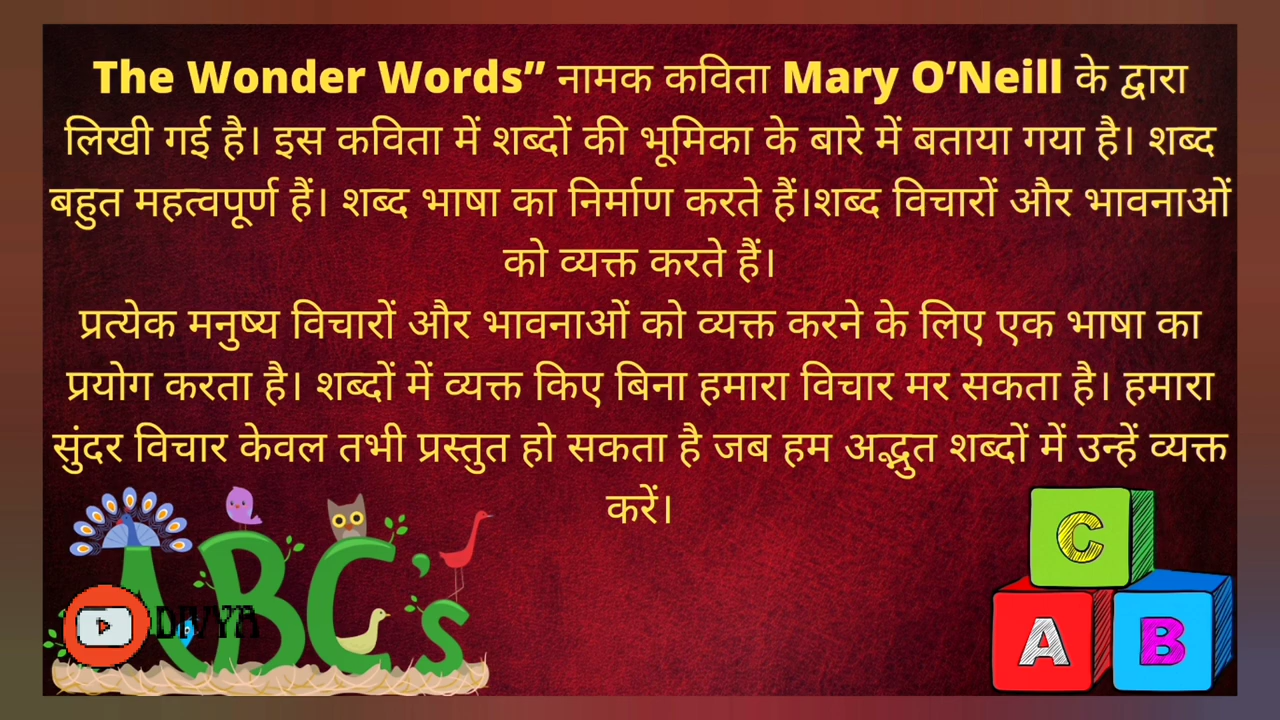 The Wonder Words” नामक कविता Mary O’Neill के द्वारा
लिखी गई है। इस कविता में शब्दों की भूमिका के बारे में बताया गया है। शब्द
बहुत महत्वपूर्ण हैं। शब्द भाषा का निर्माण करते हैं।शब्द विचारों और भावनाओं
को व्यक्त करते हैं।
प्रत्येक मनुष्य विचारों और भावनाओं को व्यक्त करने के लिए एक भाषा का
प्रयोग करता है। शब्दों में व्यक्त किए बिना हमारा विचार मर सकता है। हमारा
सुंदर विचार केवल तभी प्रस्तुत हो सकता है जब हम अद्भुत शब्दों में उन्हें व्यक्त
करें।
ABC’s
DIVYA
C
A B